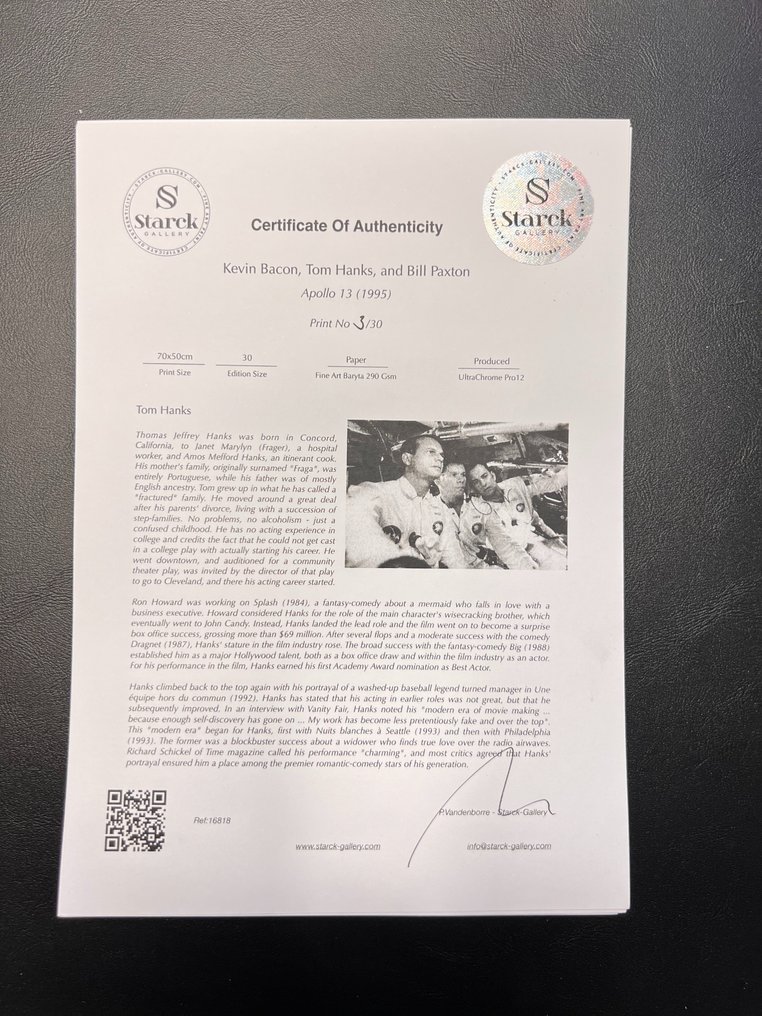 STARCK-GALLERY.COM · FINE ART PRINT · CERTIFICATE OF AUTHENTICITY
S
Starck
GALLERY
Certificate Of Authenticity
STARCK-GALLERY.COM · FINE ART PRINT · CERTIFICATE OF AUTHENTICITY
S
Starck
GALLERY
Kevin Bacon, Tom Hanks, and Bill Paxton
Apollo 13 (1995)
Print No 3/30
70x50cm
Print Size
30
Edition Size
Paper
Fine Art Baryta 290 Gsm
Produced
UltraChrome Pro12
Tom Hanks
Thomas Jeffrey Hanks was born in Concord,
California, to Janet Marylyn (Frager), a hospital
worker, and Amos Mefford Hanks, an itinerant cook.
His mother's family, originally surnamed "Fraga", was
entirely Portuguese, while his father was of mostly
English ancestry. Tom grew up in what he has called a
"fractured" family. He moved around a great deal
after his parents' divorce, living with a succession of
step-families. No problems, no alcoholism - just a
confused childhood. He has no acting experience in
college and credits the fact that he could not get cast
in a college play with actually starting his career. He
went downtown, and auditioned for a community
theater play, was invited by the director of that play
to go to Cleveland, and there his acting career started.
Ron Howard was working on Splash (1984), a fantasy-comedy about a mermaid who falls in love with a
business executive. Howard considered Hanks for the role of the main character's wisecracking brother, which
eventually went to John Candy. Instead, Hanks landed the lead role and the film went on to become a surprise
box office success, grossing more than $69 million. After several flops and a moderate success with the comedy
Dragnet (1987), Hanks' stature in the film industry rose. The broad success with the fantasy-comedy Big (1988)
established him as a major Hollywood talent, both as a box office draw and within the film industry as an actor.
For his performance in the film, Hanks earned his first Academy Award nomination as Best Actor.
Hanks climbed back to the top again with his portrayal of a washed-up baseball legend turned manager in Une
équipe hors du commun (1992). Hanks has stated that his acting in earlier roles was not great, but that he
subsequently improved. In an interview with Vanity Fair, Hanks noted his "modern era of movie making ...
because enough self-discovery has gone on ... My work has become less pretentiously fake and over the top".
This "modern era" began for Hanks, first with Nuits blanches à Seattle (1993) and then with Philadelphia
(1993). The former was a blockbuster success about a widower who finds true love over the radio airwaves.
Richard Schickel of Time magazine called his performance "charming", and most critics agreed that Hanks'
portrayal ensured him a place among the premier romantic-comedy stars of his generation.
Ref:16818
P.Vandenborre - Starck-Gallery
www.starck-gallery.com
info@starck-gallery.com